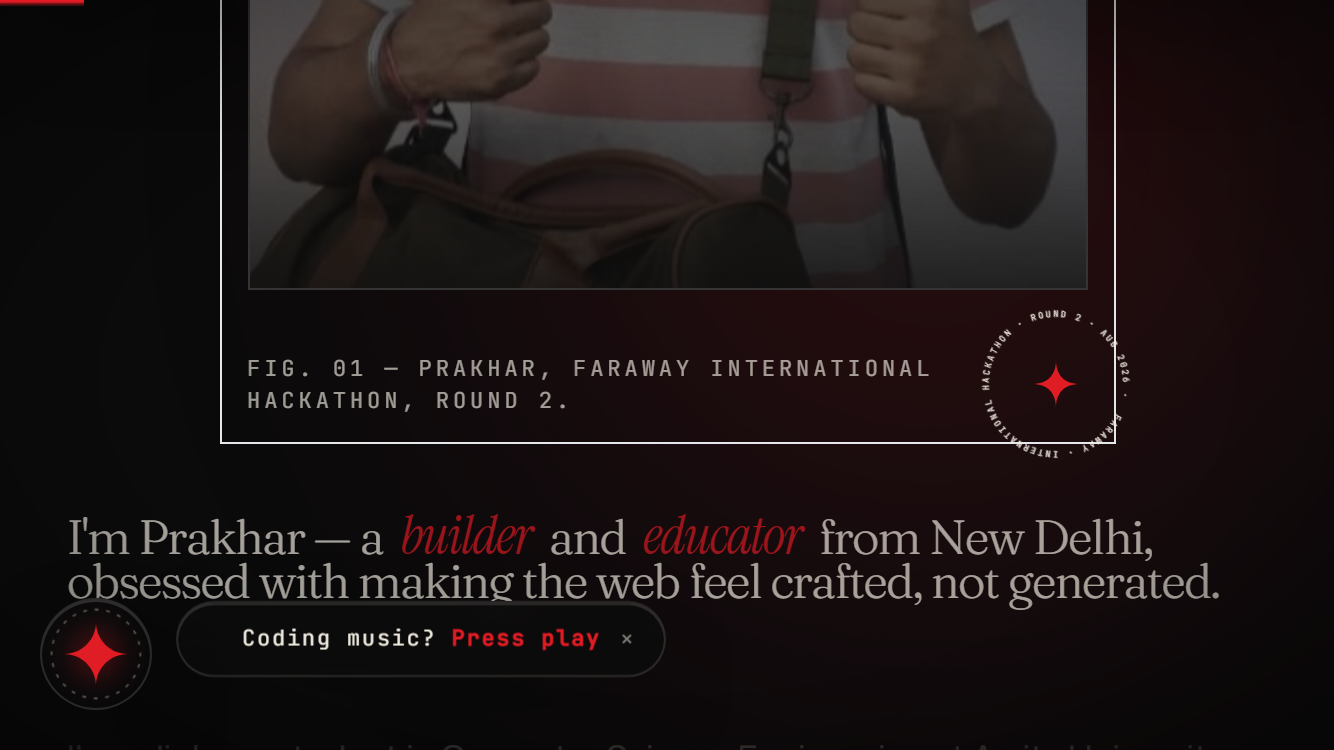 FIG. 01 — PRAKHAR, FARAWAY INTERNATIONAL
HACKATHON, ROUND 2.
FARAWAY · INTERNATIONAL HACKATHON · ROUND 2 · AUG 2026 ·
I'm Prakhar — a builder and educator from New Delhi,
obsessed with making the web feel crafted, not generated.
Coding music? Press play ×